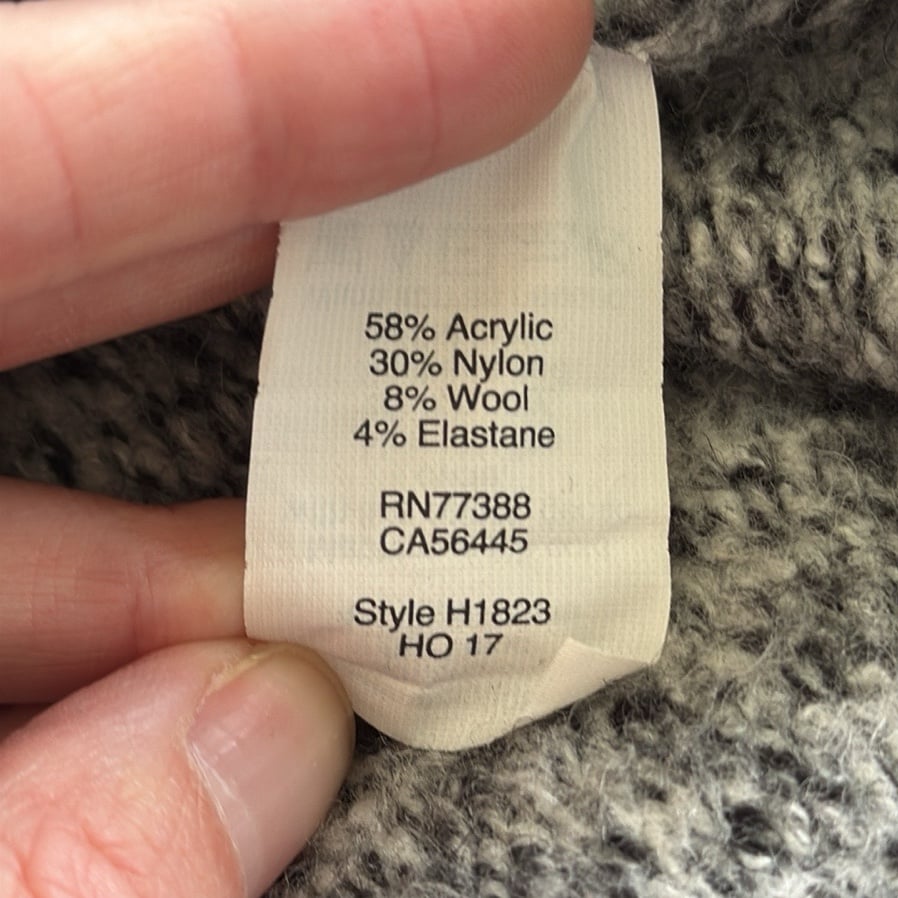 58% Acrylic
30% Nylon
8% Wool
4% Elastane
RN77388
CA56445
Style H1823
HO 17